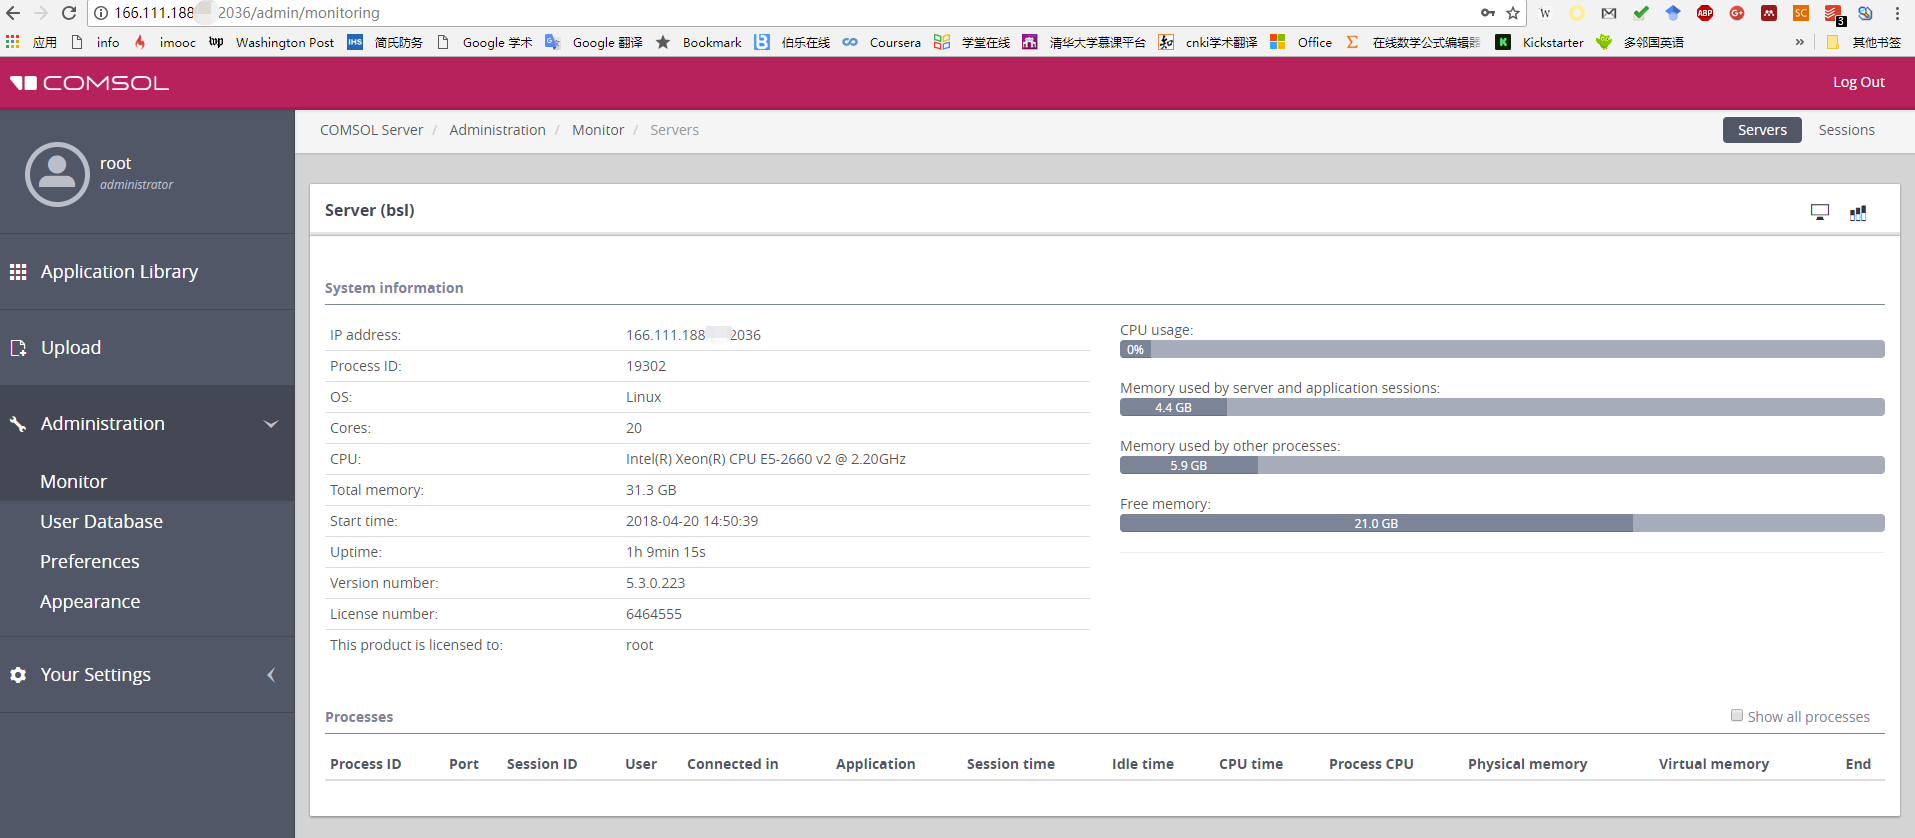 166.111.188 2036/admin/monitoring
应用 info imooc Washington Post IHS 简氏防务 Google 学术 Google 翻译 Bookmark 伯乐在线 Coursera 学堂在线 清华大学慕课平台 cnki学术翻译 Office 在线数学公式编辑器 Kickstarter 多邻国英语 » 其他书签
COMSOL Log Out
COMSOL Server / Administration / Monitor / Servers Servers Sessions
root
administrator
Application Library
Upload
Administration
Monitor
User Database
Preferences
Appearance
Your Settings
Server (bsl)
System information
IP address: 166.111.188 2036
Process ID: 19302
OS: Linux
Cores: 20
CPU: Intel(R) Xeon(R) CPU E5-2660 v2 @ 2.20GHz
Total memory: 31.3 GB
Start time: 2018-04-20 14:50:39
Uptime: 1h 9min 15s
Version number: 5.3.0.223
License number: 6464555
This product is licensed to: root
CPU usage:
0%
Memory used by server and application sessions:
4.4 GB
Memory used by other processes:
5.9 GB
Free memory:
21.0 GB
Processes Show all processes
Process ID Port Session ID User Connected in Application Session time Idle time CPU time Process CPU Physical memory Virtual memory End